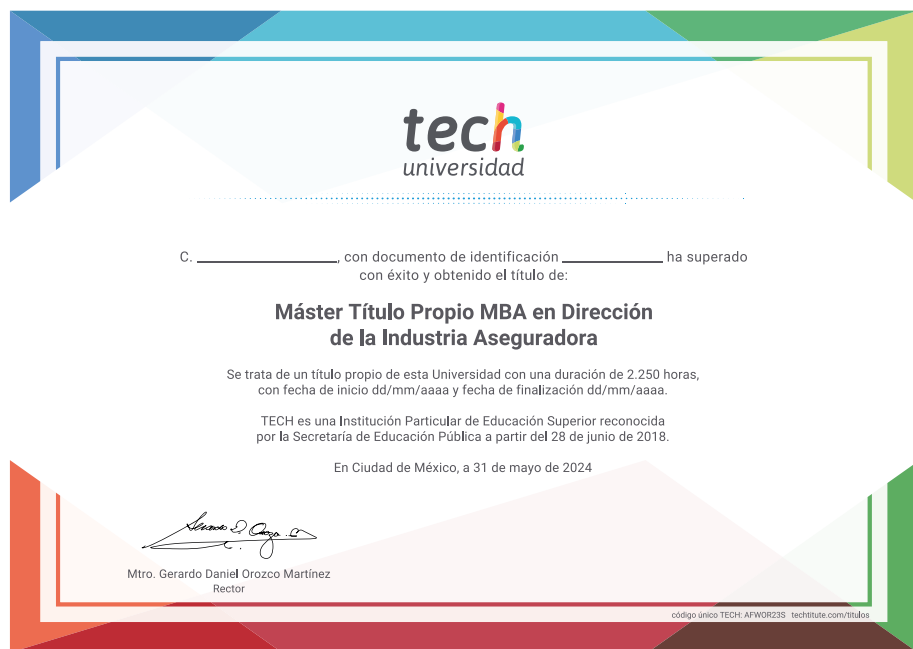 tech
universidad
C. ____________, con documento de identificación ____________ ha superado
con éxito y obtenido el título de:
Máster Título Propio MBA en Dirección
de la Industria Aseguradora
Se trata de un título propio de esta Universidad con una duración de 2.250 horas,
con fecha de inicio dd/mm/aaaa y fecha de finalización dd/mm/aaaa.
TECH es una Institución Particular de Educación Superior reconocida
por la Secretaría de Educación Pública a partir del 28 de junio de 2018.
En Ciudad de México, a 31 de mayo de 2024
Mtro. Gerardo Daniel Orozco Martínez
Rector
código único TECH: AFWOR23S techtitute.com/titulos